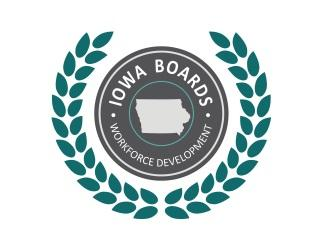 · IOWA BOARDS ·
WORKFORCE DEVELOPMENT